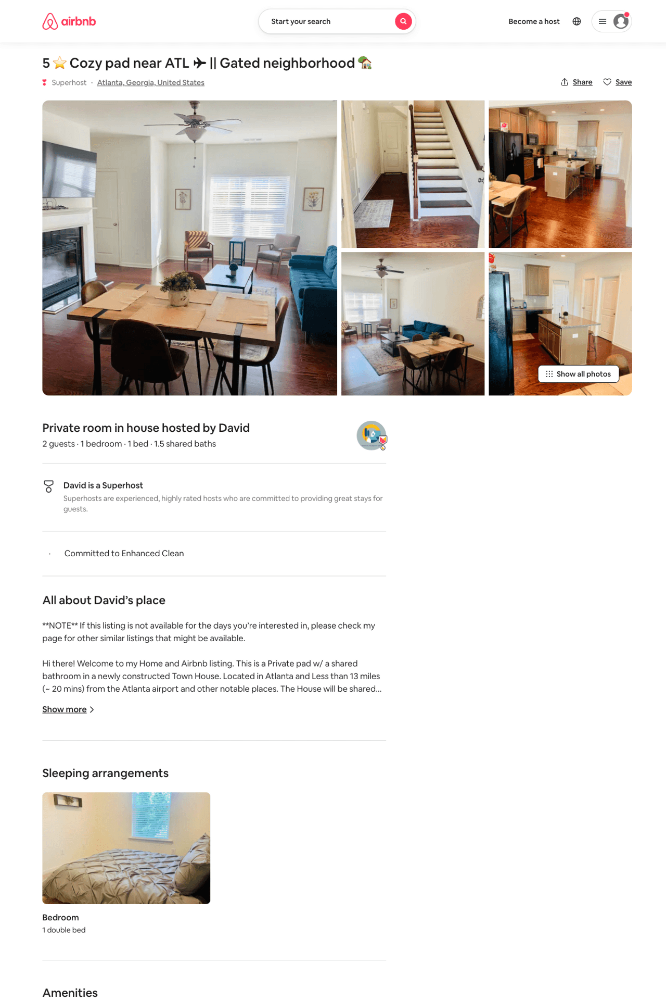 airbnb
Start your search
Become a host
5 ⭐ Cozy pad near ATL ✈ || Gated neighborhood 🏡
Superhost · Atlanta, Georgia, United States
Share
Save
Show all photos
Private room in house hosted by David
2 guests · 1 bedroom · 1 bed · 1.5 shared baths
David is a Superhost
Superhosts are experienced, highly rated hosts who are committed to providing great stays for
guests.
· Committed to Enhanced Clean
All about David’s place
**NOTE** If this listing is not available for the days you’re interested in, please check my
page for other similar listings that might be available.
Hi there! Welcome to my Home and Airbnb listing. This is a Private pad w/ a shared
bathroom in a newly constructed Town House. Located in Atlanta and Less than 13 miles
(~ 20 mins) from the Atlanta airport and other notable places. The House will be shared...
Show more
Sleeping arrangements
Bedroom
1 double bed
Amenities